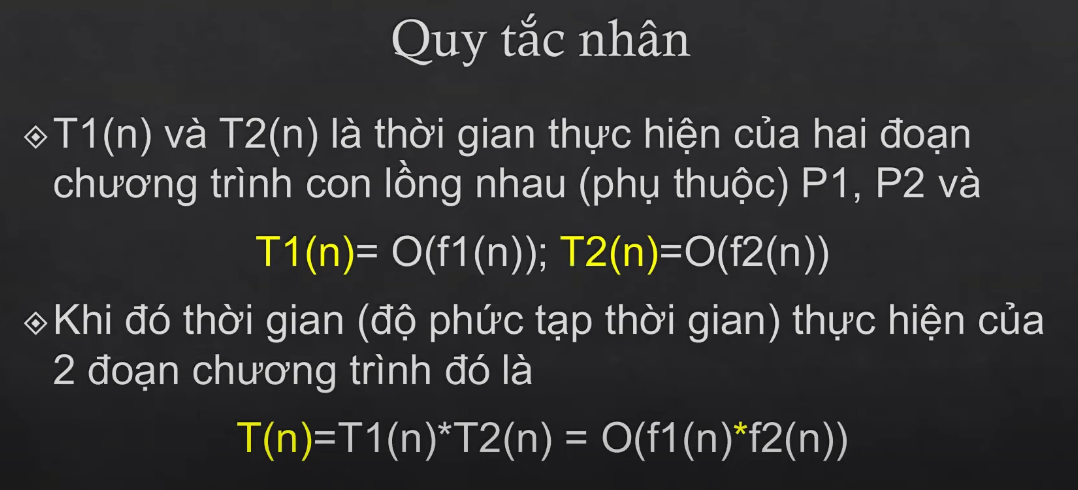 Quy tắc nhân
T1(n) và T2(n) là thời gian thực hiện của hai đoạn
chương trình con lồng nhau (phụ thuộc) P1, P2 và
T1(n)= O(f1(n)); T2(n)=O(f2(n))
Khi đó thời gian (độ phức tạp thời gian) thực hiện của
2 đoạn chương trình đó là
T(n)=T1(n)*T2(n) = O(f1(n)*f2(n))